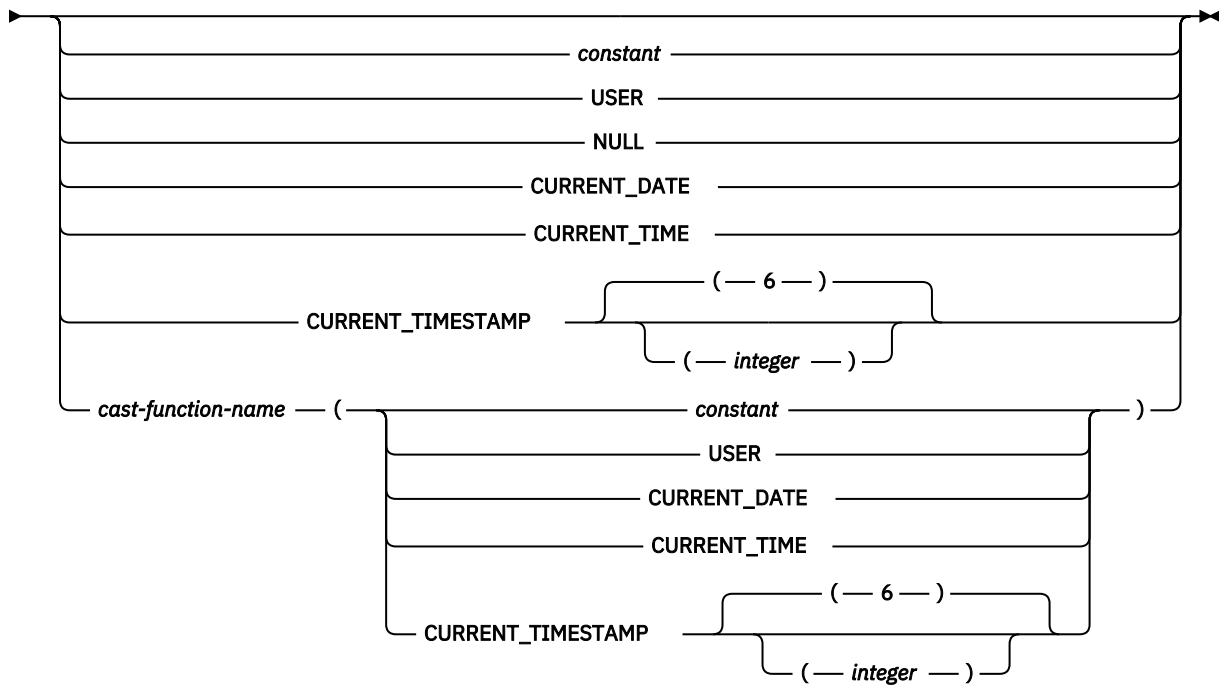 constant
USER
NULL
CURRENT_DATE
CURRENT_TIME
( 6 )
CURRENT_TIMESTAMP
( integer )
cast-function-name ( constant )
USER
CURRENT_DATE
CURRENT_TIME
( 6 )
CURRENT_TIMESTAMP
( integer )